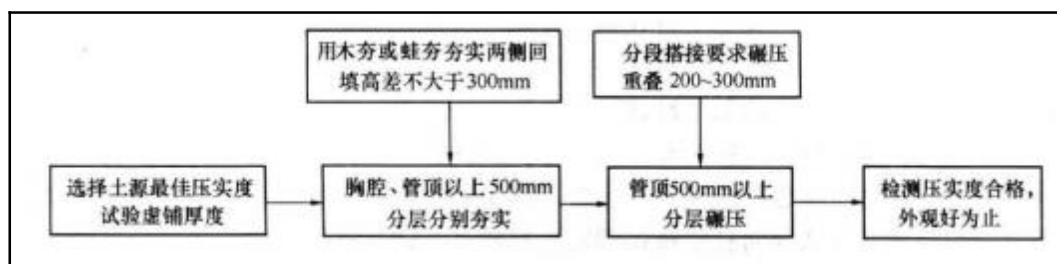 用木夯或蛙夯夯实两侧回
填高差不大于300mm
分段搭接要求碾压
重叠 200~300mm
选择土源最佳压实度
试验虚铺厚度
胸腔、管顶以上500mm
分层分别夯实
管顶500mm以上
分层碾压
检测压实度合格,
外观好为止